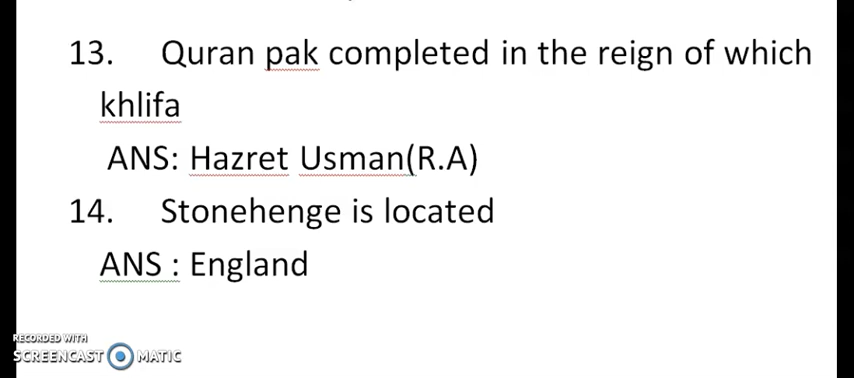 13. Quran pak completed in the reign of which
khlifa
ANS: Hazret Usman(R.A)
14. Stonehenge is located
ANS : England
RECORDED WITH
SCREENCAST MATIC